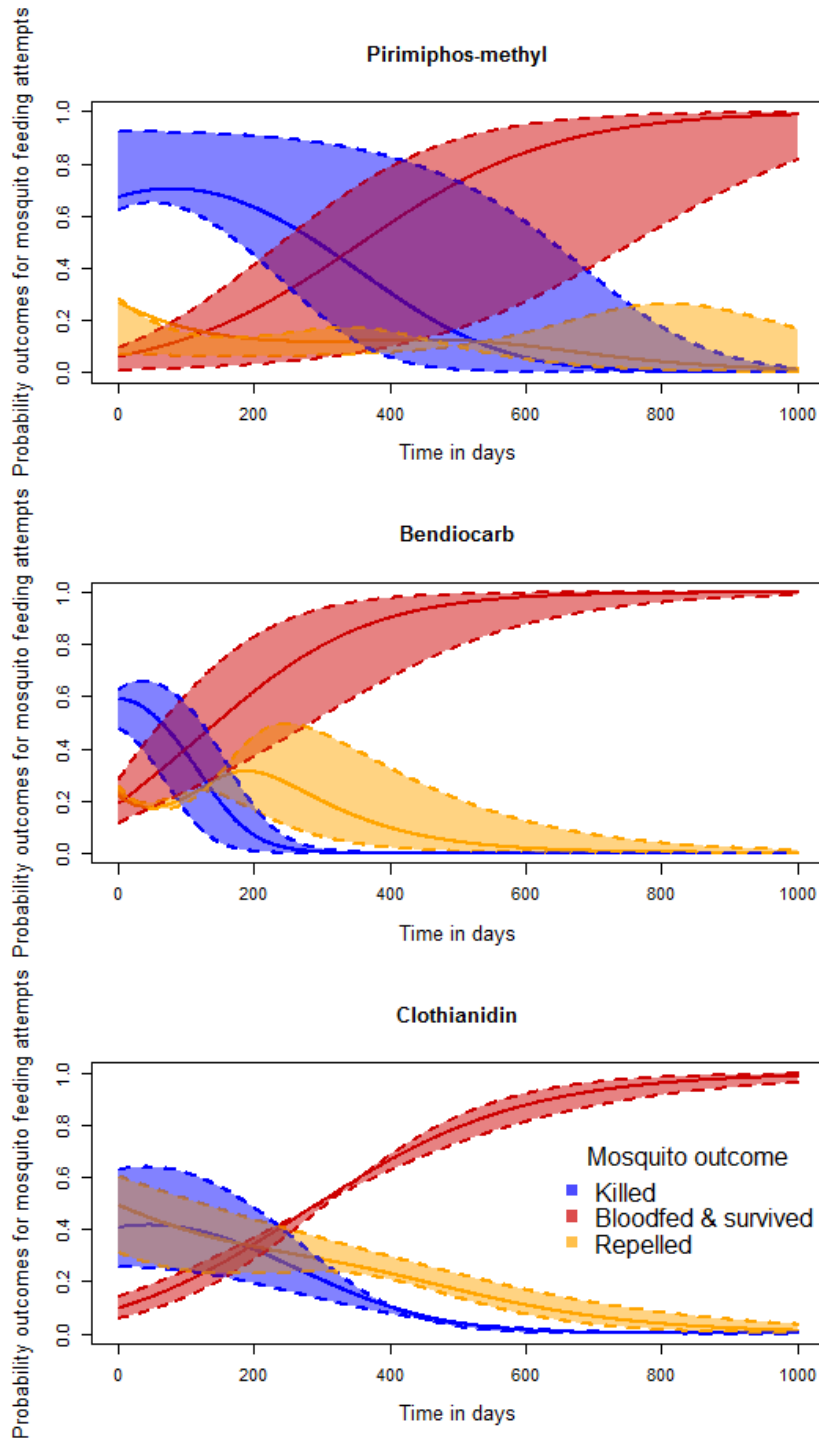 Pirimiphos-methyl
Probability outcomes for mosquito feeding attempts
0.0 0.2 0.4 0.6 0.8 1.0
0 200 400 600 800 1000
Time in days
Bendiocarb
Probability outcomes for mosquito feeding attempts
0.0 0.2 0.4 0.6 0.8 1.0
0 200 400 600 800 1000
Time in days
Clothianidin
Probability outcomes for mosquito feeding attempts
0.0 0.2 0.4 0.6 0.8 1.0
Mosquito outcome
Killed
Bloodfed & survived
Repelled
0 200 400 600 800 1000
Time in days